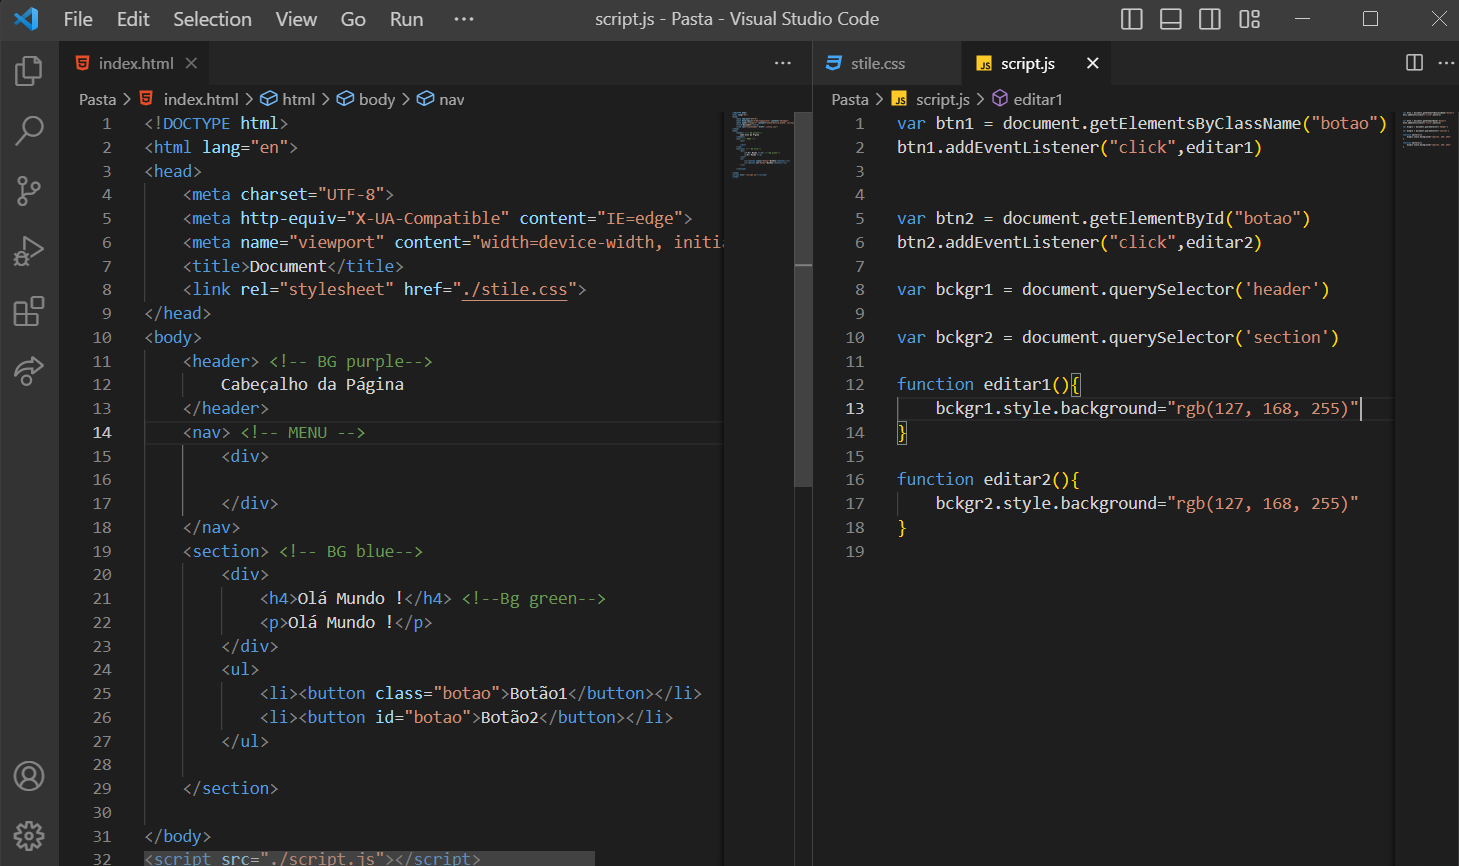 File Edit Selection View Go Run ··· script.js - Pasta - Visual Studio Code
index.html
Pasta > index.html > html > body > nav
1 <!DOCTYPE html>
2 <html lang="en">
3 <head>
4 <meta charset="UTF-8">
5 <meta http-equiv="X-UA-Compatible" content="IE=edge">
6 <meta name="viewport" content="width=device-width, initia
7 <title>Document</title>
8 <link rel="stylesheet" href="./stile.css">
9 </head>
10 <body>
11 <header> <!-- BG purple-->
12 Cabeçalho da Página
13 </header>
14 <nav> <!-- MENU -->
15 <div>
16
17 </div>
18 </nav>
19 <section> <!-- BG blue-->
20 <div>
21 <h4>Olá Mundo !</h4> <!--Bg green-->
22 <p>Olá Mundo !</p>
23 </div>
24 <ul>
25 <li><button class="botao">Botão1</button></li>
26 <li><button id="botao">Botão2</button></li>
27 </ul>
28
29 </section>
30
31 </body>
32 <script src="./script.js"></script>
stile.css JS script.js
Pasta > JS script.js > editar1
1 var btn1 = document.getElementsByClassName("botao")
2 btn1.addEventListener("click",editar1)
3
4
5 var btn2 = document.getElementById("botao")
6 btn2.addEventListener("click",editar2)
7
8 var bckgr1 = document.querySelector('header')
9
10 var bckgr2 = document.querySelector('section')
11
12 function editar1(){
13 bckgr1.style.background="rgb(127, 168, 255)"
14 }
15
16 function editar2(){
17 bckgr2.style.background="rgb(127, 168, 255)"
18 }
19